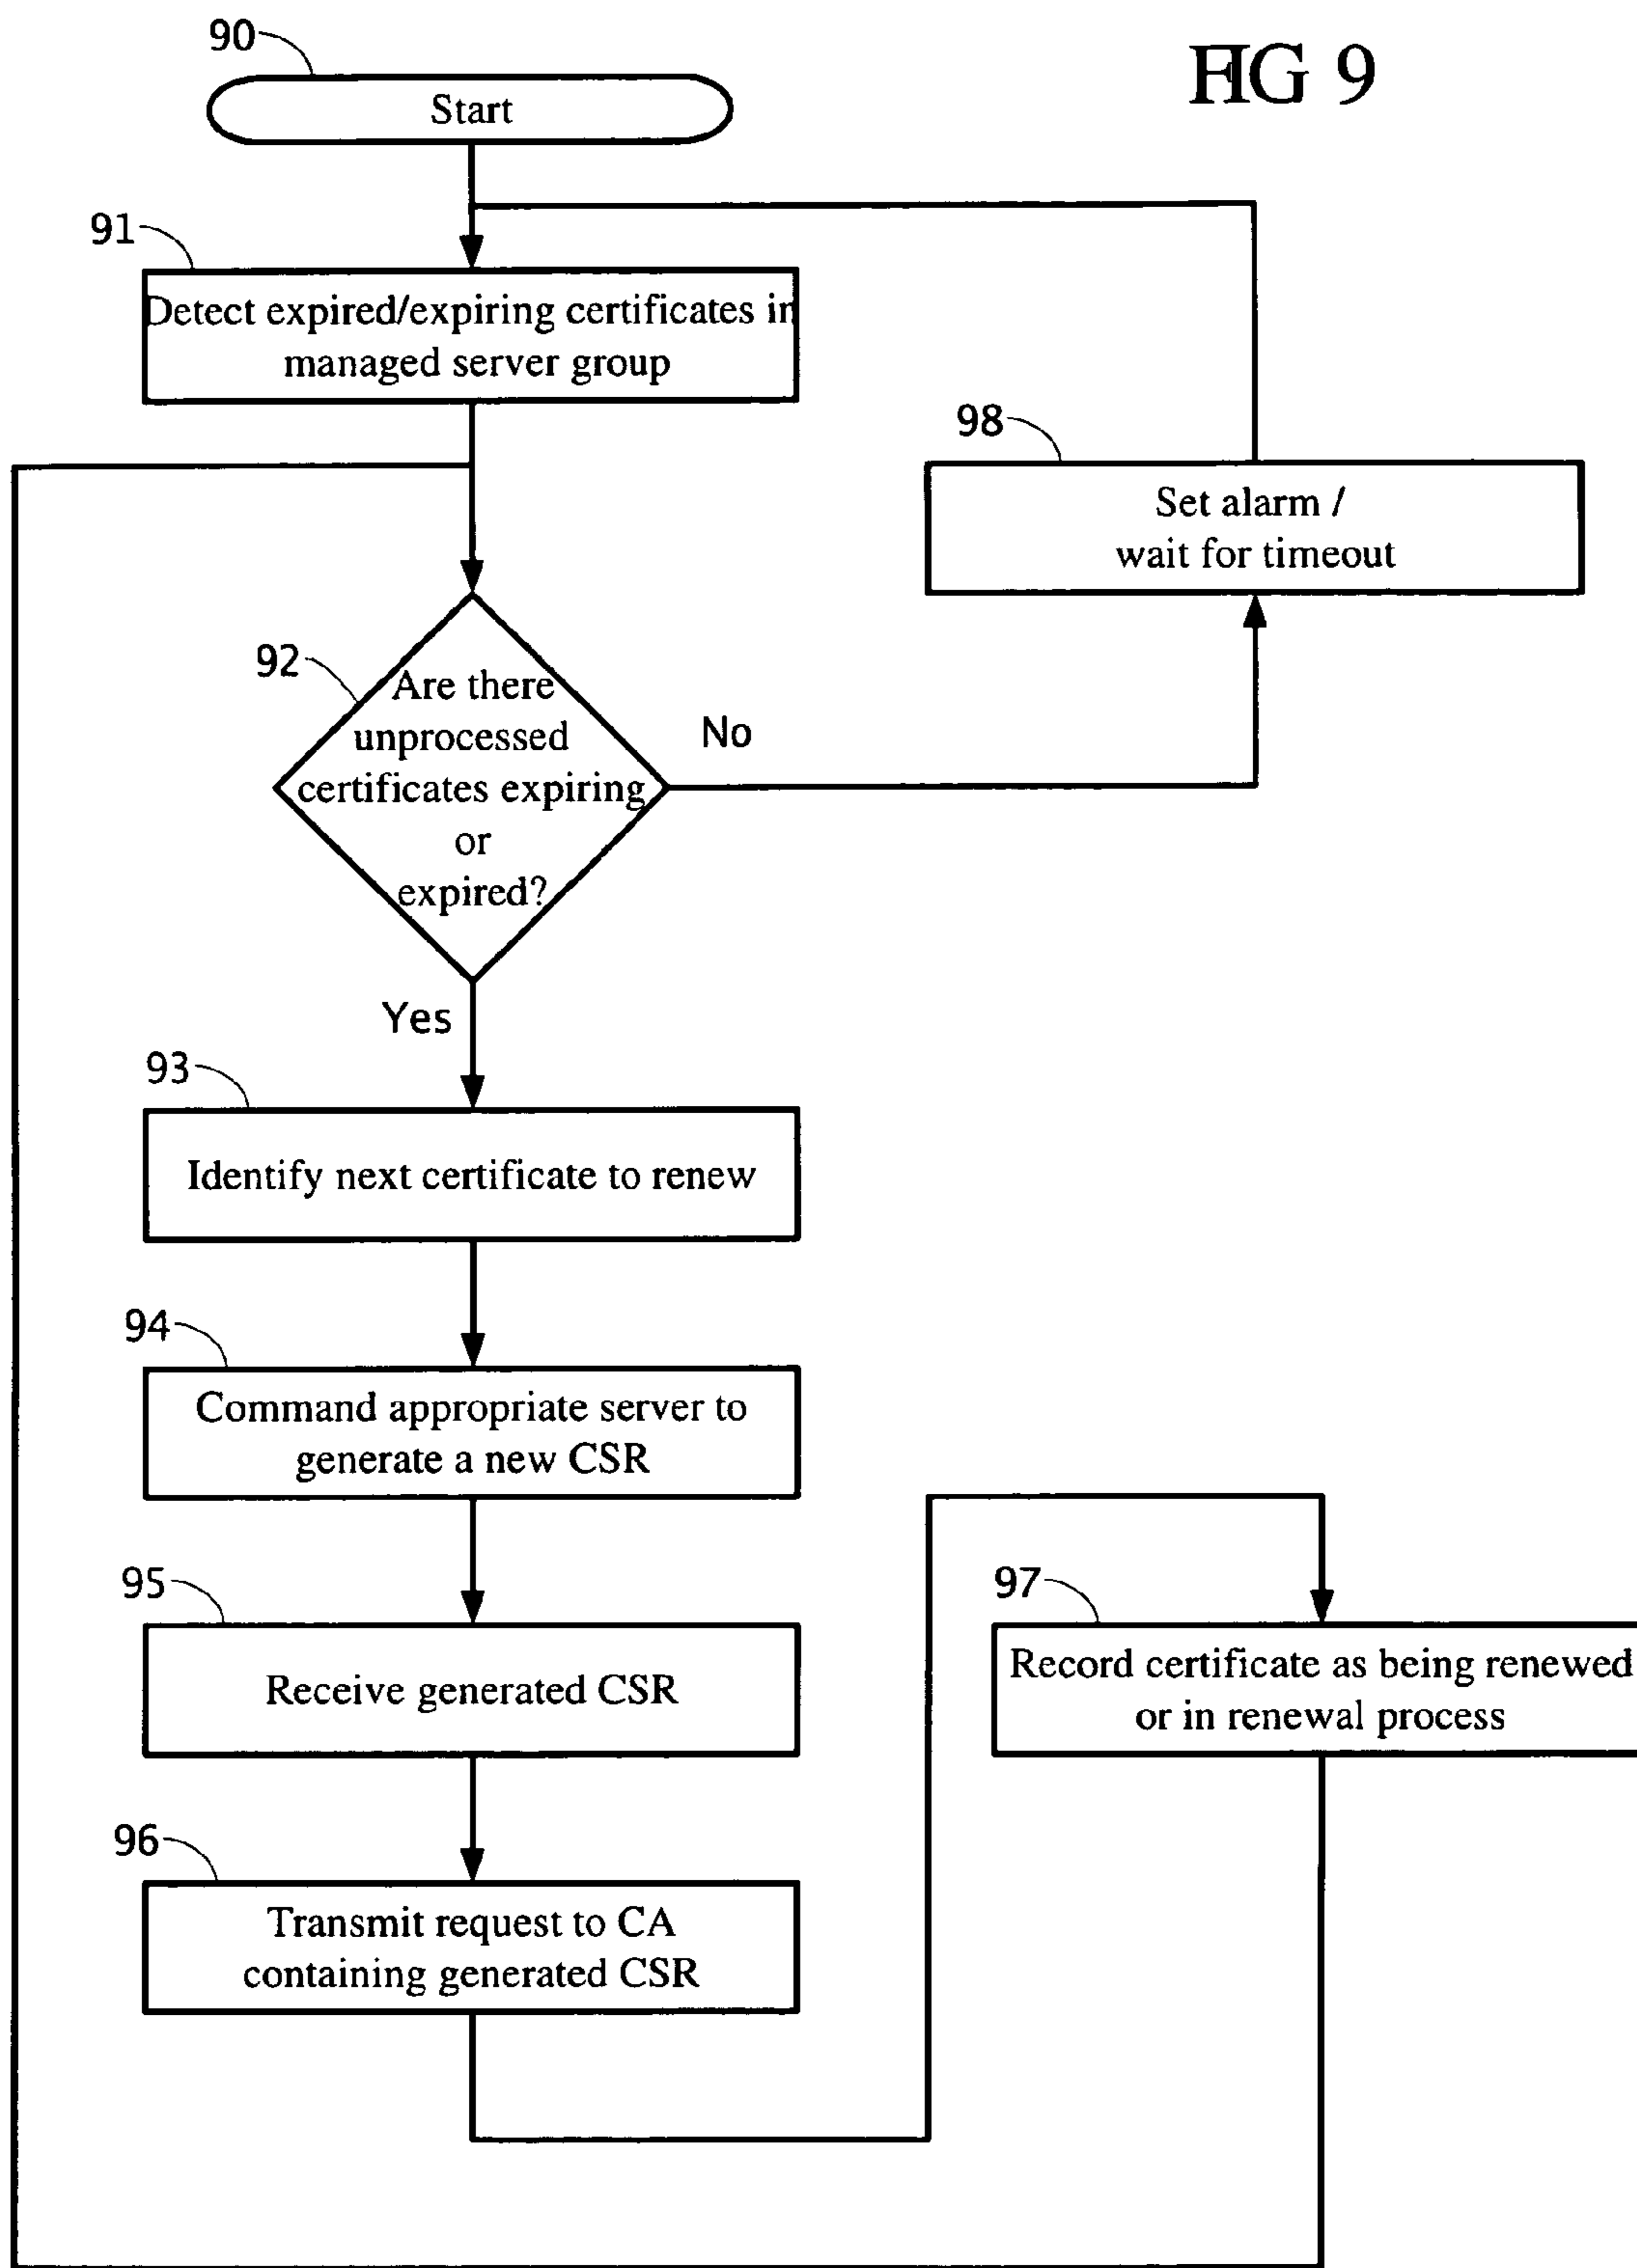 FIG 9
90
Start
91
Detect expired/expiring certificates in
managed server group
98
Set alarm /
wait for timeout
92
Are there
unprocessed
certificates expiring
or
expired?
No
Yes
93
Identify next certificate to renew
94
Command appropriate server to
generate a new CSR
95
Receive generated CSR
97
Record certificate as being renewed
or in renewal process
96
Transmit request to CA
containing generated CSR